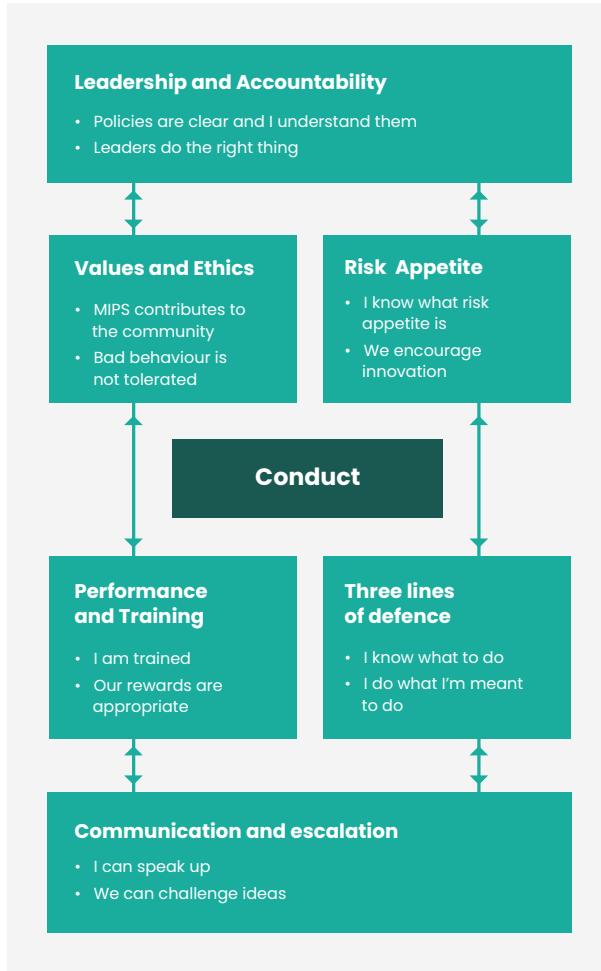 Leadership and Accountability
• Policies are clear and I understand them
• Leaders do the right thing
Values and Ethics
• MIPS contributes to
the community
• Bad behaviour is
not tolerated
Risk Appetite
• I know what risk
appetite is
• We encourage
innovation
Conduct
Performance
and Training
• I am trained
• Our rewards are
appropriate
Three lines
of defence
• I know what to do
• I do what I’m meant
to do
Communication and escalation
• I can speak up
• We can challenge ideas